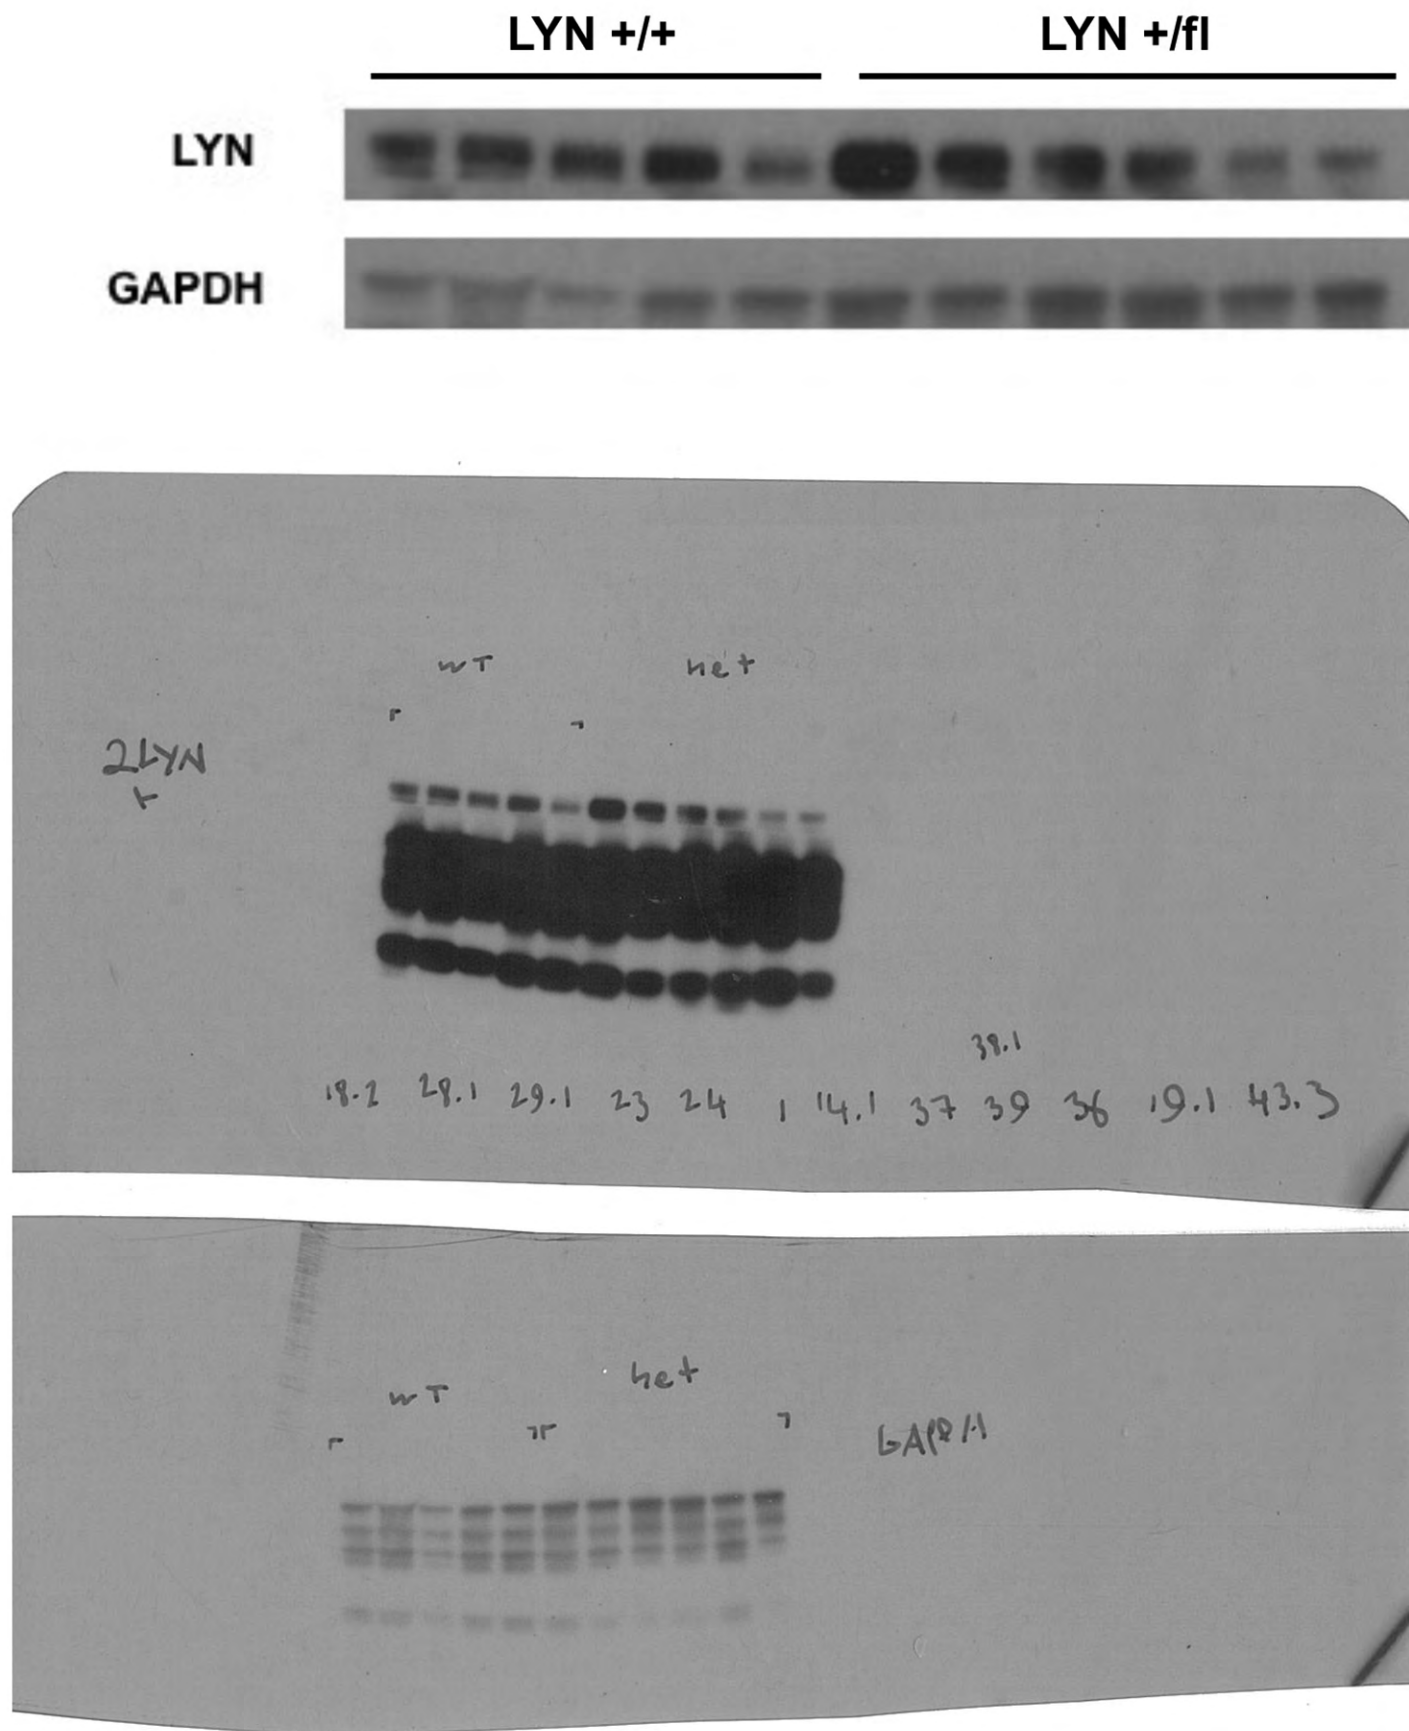 LYN +/+ LYN +/fl
LYN
GAPDH
WT het
2LYN
38.1
18.2 28.1 29.1 23 24 1 14.1 37 39 36 19.1 43.3
het
WT
GAPDH